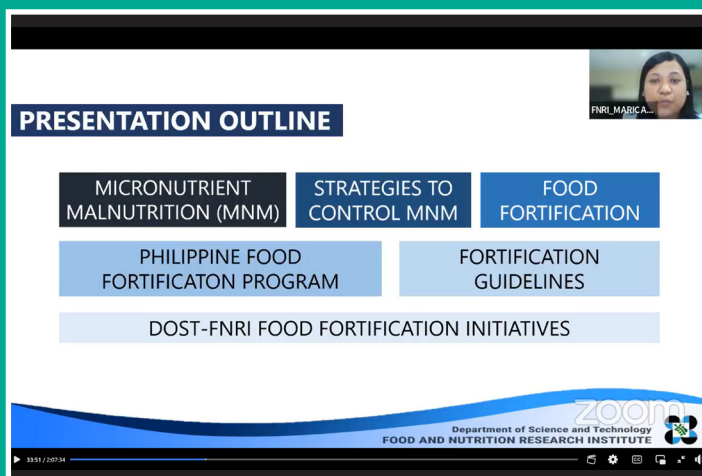 FNRI_MARICA...
PRESENTATION OUTLINE
MICRONUTRIENT
MALNUTRITION (MNM)
STRATEGIES TO
CONTROL MNM
FOOD
FORTIFICATION
PHILIPPINE FOOD
FORTIFICATON PROGRAM
FORTIFICATION
GUIDELINES
DOST-FNRI FOOD FORTIFICATION INITIATIVES
zoom
Department of Science and Technology
FOOD AND NUTRITION RESEARCH INSTITUTE
33:51 / 2:07:34
CC